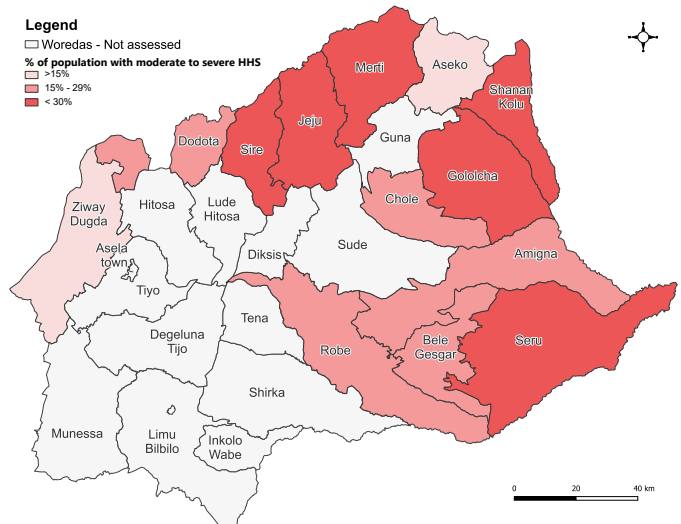 Legend
Woredas - Not assessed
% of population with moderate to severe HHS
>15%
15% - 29%
< 30%
Merti
Aseko
Shanan
Kolu
Jeju
Guna
Dodota
Sire
Gololcha
Chole
Ziway
Dugda
Hitosa
Lude
Hitosa
Sude
Diksis
Amigna
Asela
town
Tiyo
Tena
Degeluna
Tijo
Robe
Bele
Gesgar
Seru
Shirka
Munessa
Limu
Bilbilo
Inkolo
Wabe
0 20 40 km